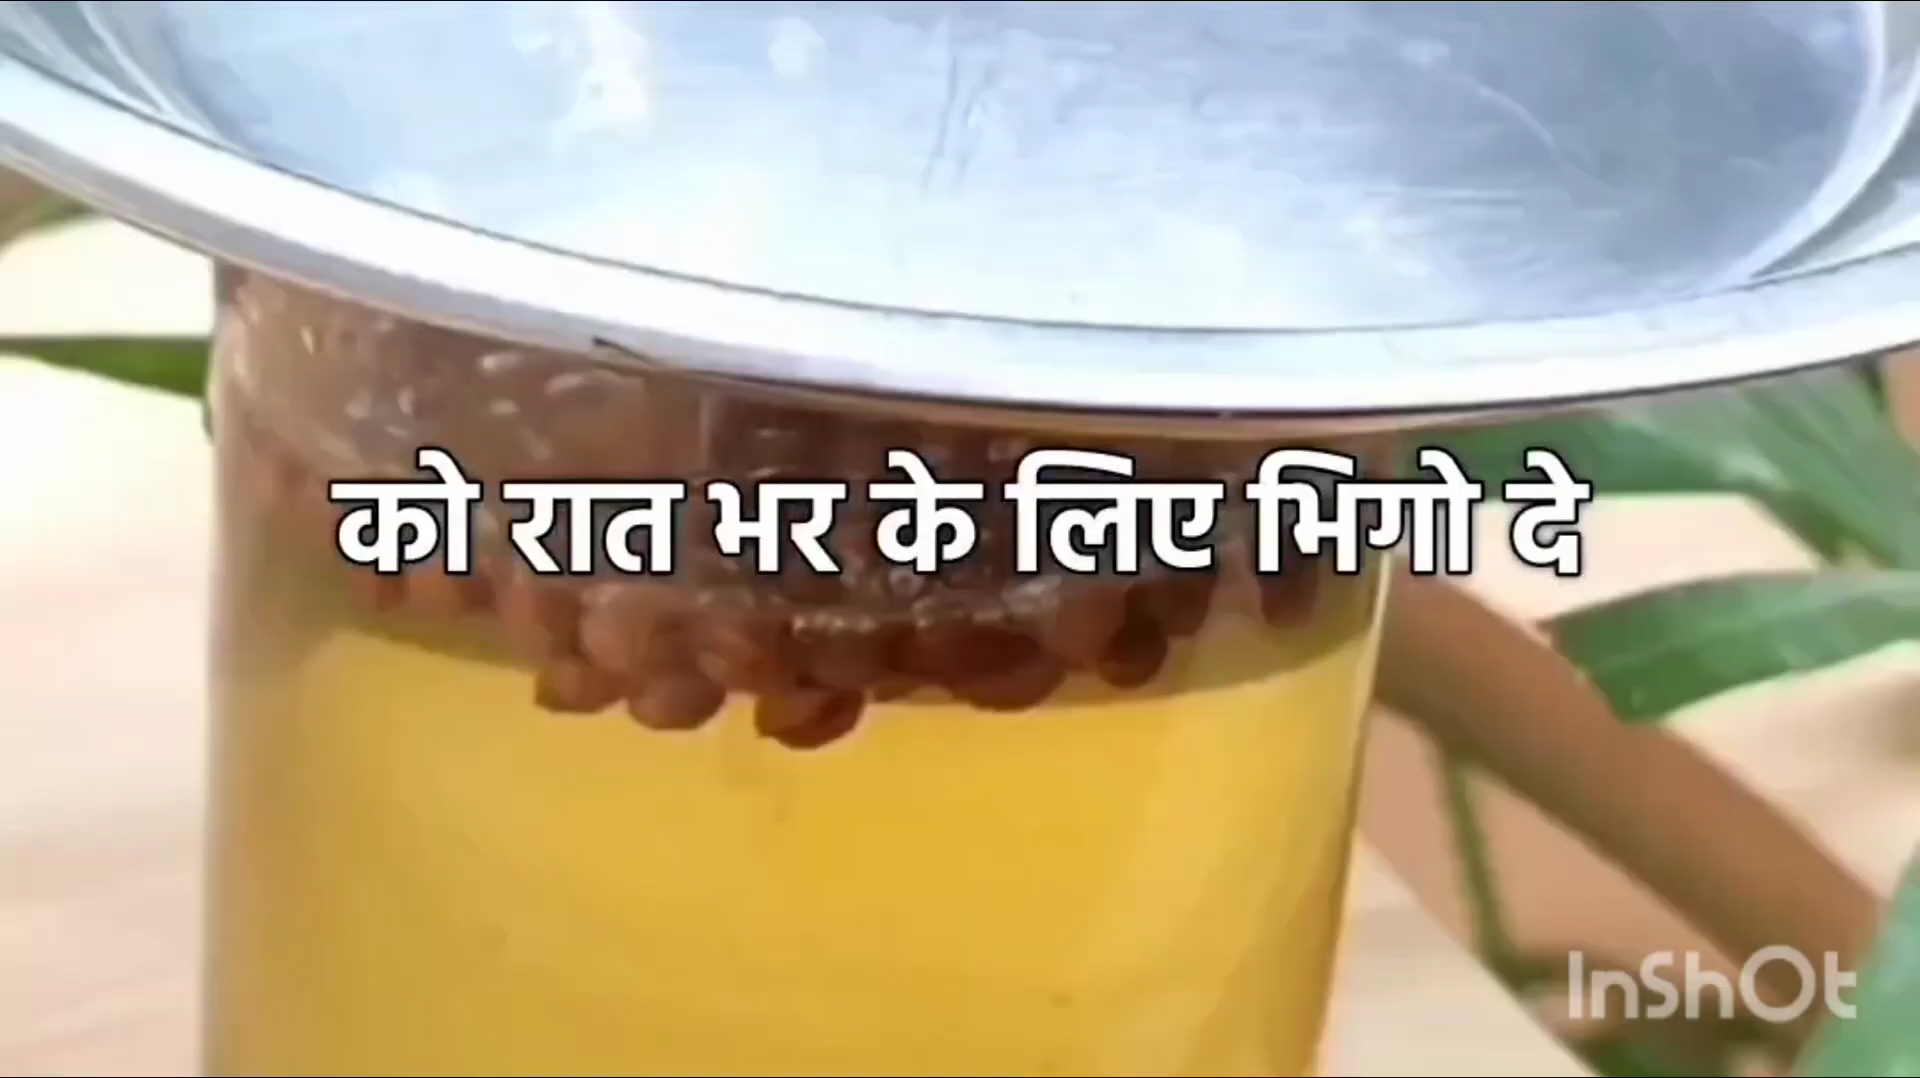 को रात भर के लिए भिगो दे
InShOt